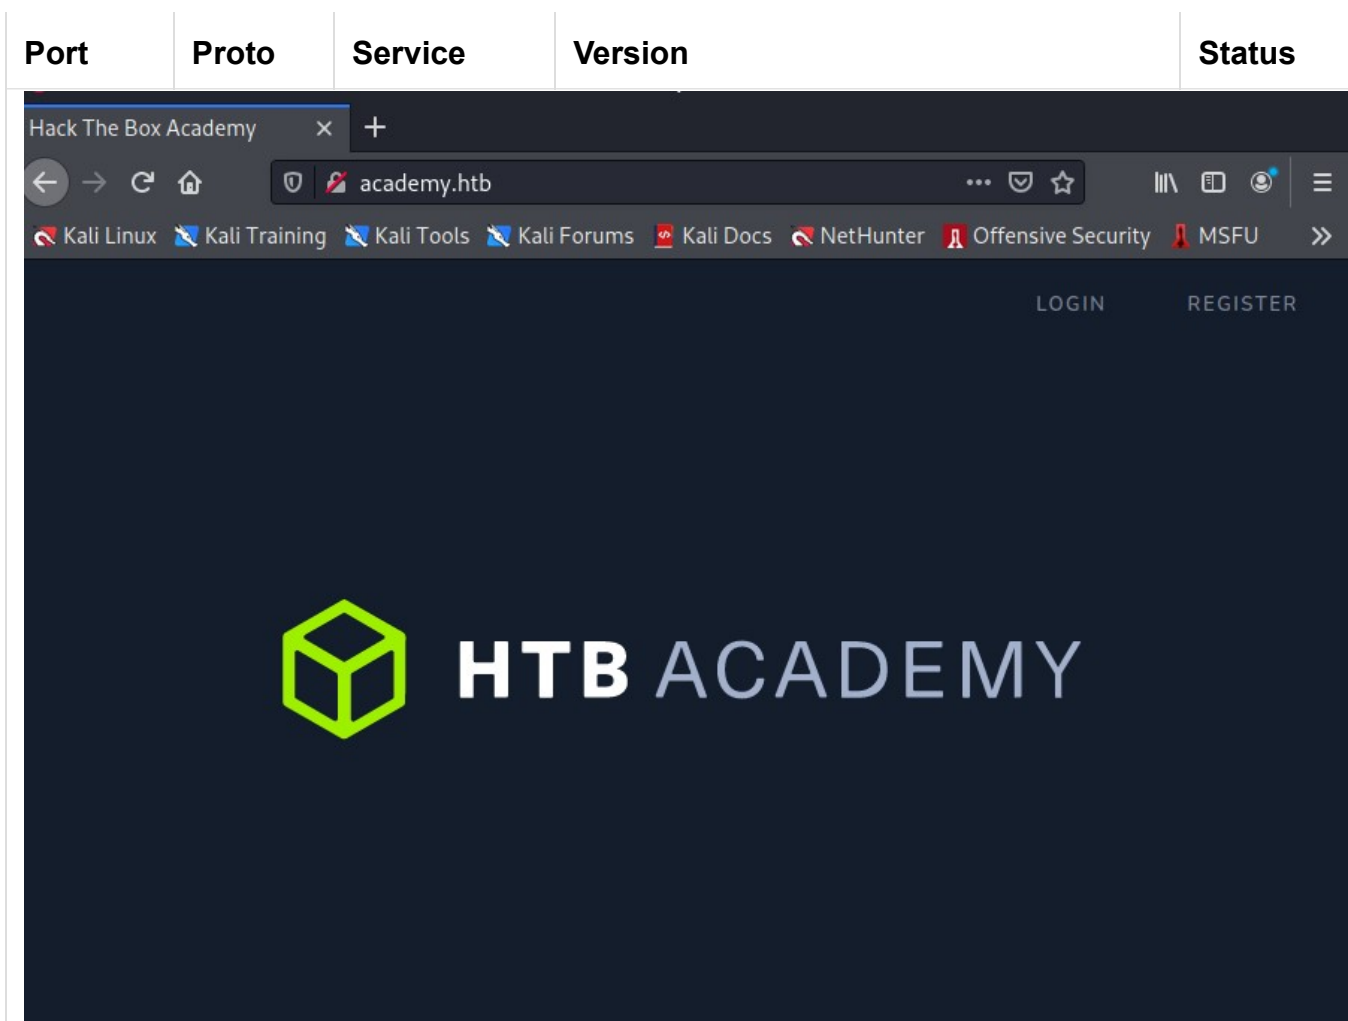 Port Proto Service Version Status
Hack The Box Academy
academy.htb
Kali Linux Kali Training Kali Tools Kali Forums Kali Docs NetHunter Offensive Security MSFU
LOGIN REGISTER
HTB ACADEMY